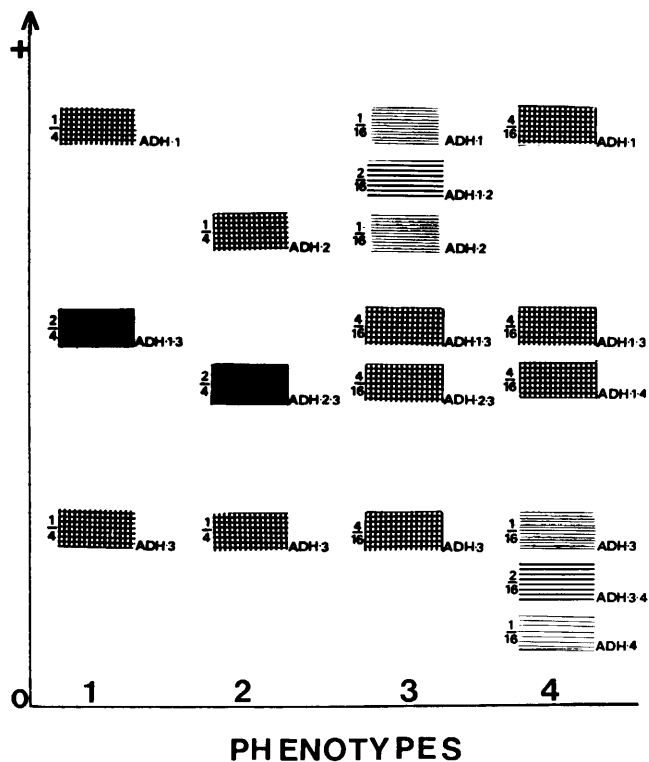 +
1/4 ADH·1 1/16 ADH·1 4/16 ADH·1
2/16 ADH·1·2
1/4 ADH·2 1/16 ADH·2
2/4 ADH·1·3 4/16 ADH·1·3 4/16 ADH·1·3
2/4 ADH·2·3 4/16 ADH·2·3 4/16 ADH·1·4
1/4 ADH·3 1/4 ADH·3 4/16 ADH·3 1/16 ADH·3
2/16 ADH·3·4
1/16 ADH·4
O 1 2 3 4
PHENOTYPES